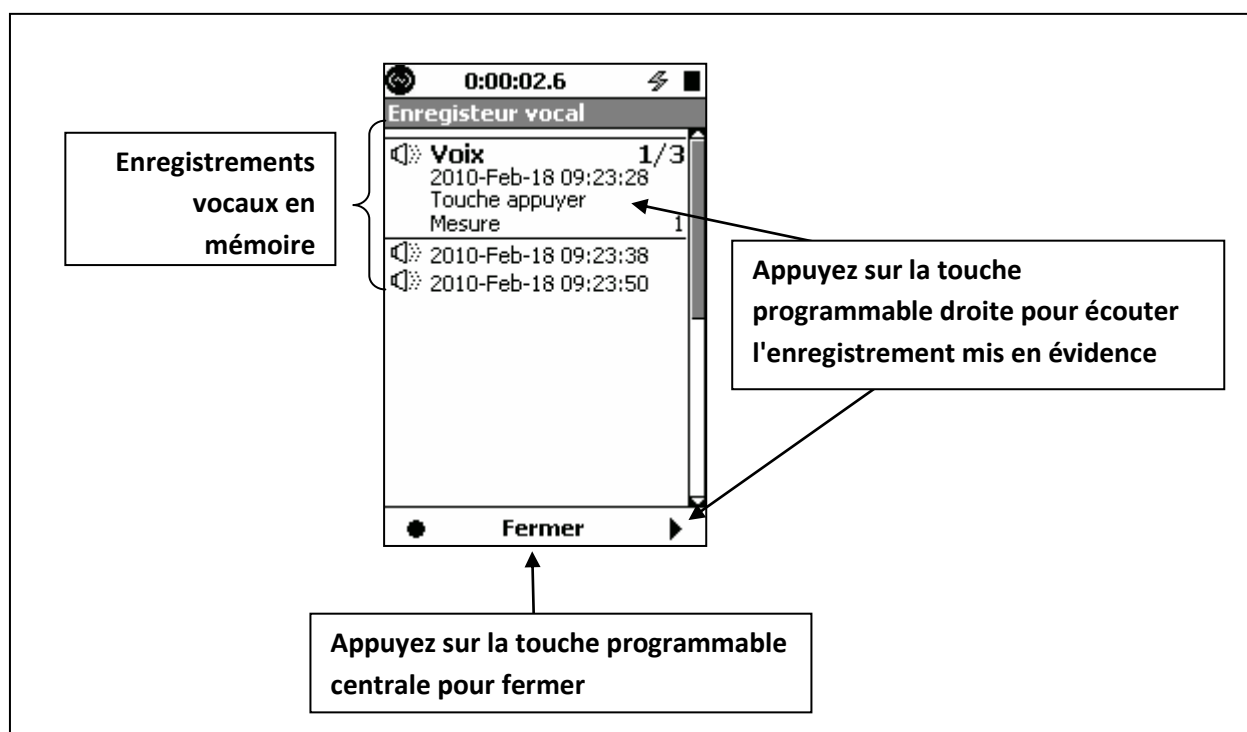 0:00:02.6
Enregisteur vocal
Voix 1/3
2010-Feb-18 09:23:28
Touche appuyer
Mesure 1
2010-Feb-18 09:23:38
2010-Feb-18 09:23:50
Fermer
Enregistrements
vocaux en
mémoire
Appuyez sur la touche
programmable droite pour écouter
l'enregistrement mis en évidence
Appuyez sur la touche programmable
centrale pour fermer